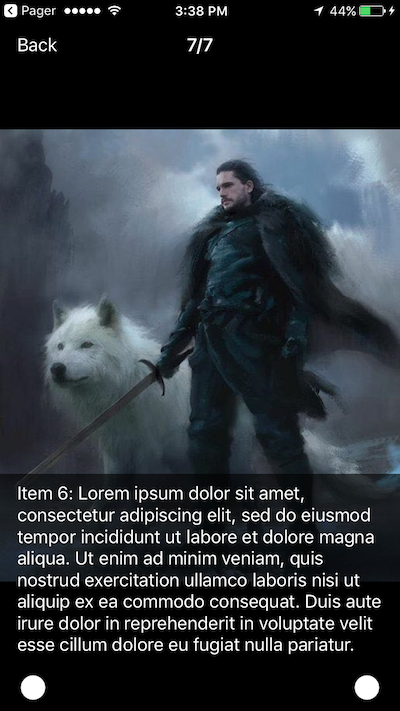 Pager 3:38 PM 44%
Back 7/7
Item 6: Lorem ipsum dolor sit amet,
consectetur adipiscing elit, sed do eiusmod
tempor incididunt ut labore et dolore magna
aliqua. Ut enim ad minim veniam, quis
nostrud exercitation ullamco laboris nisi ut
aliquip ex ea commodo consequat. Duis aute
irure dolor in reprehenderit in voluptate velit
esse cillum dolore eu fugiat nulla pariatur.